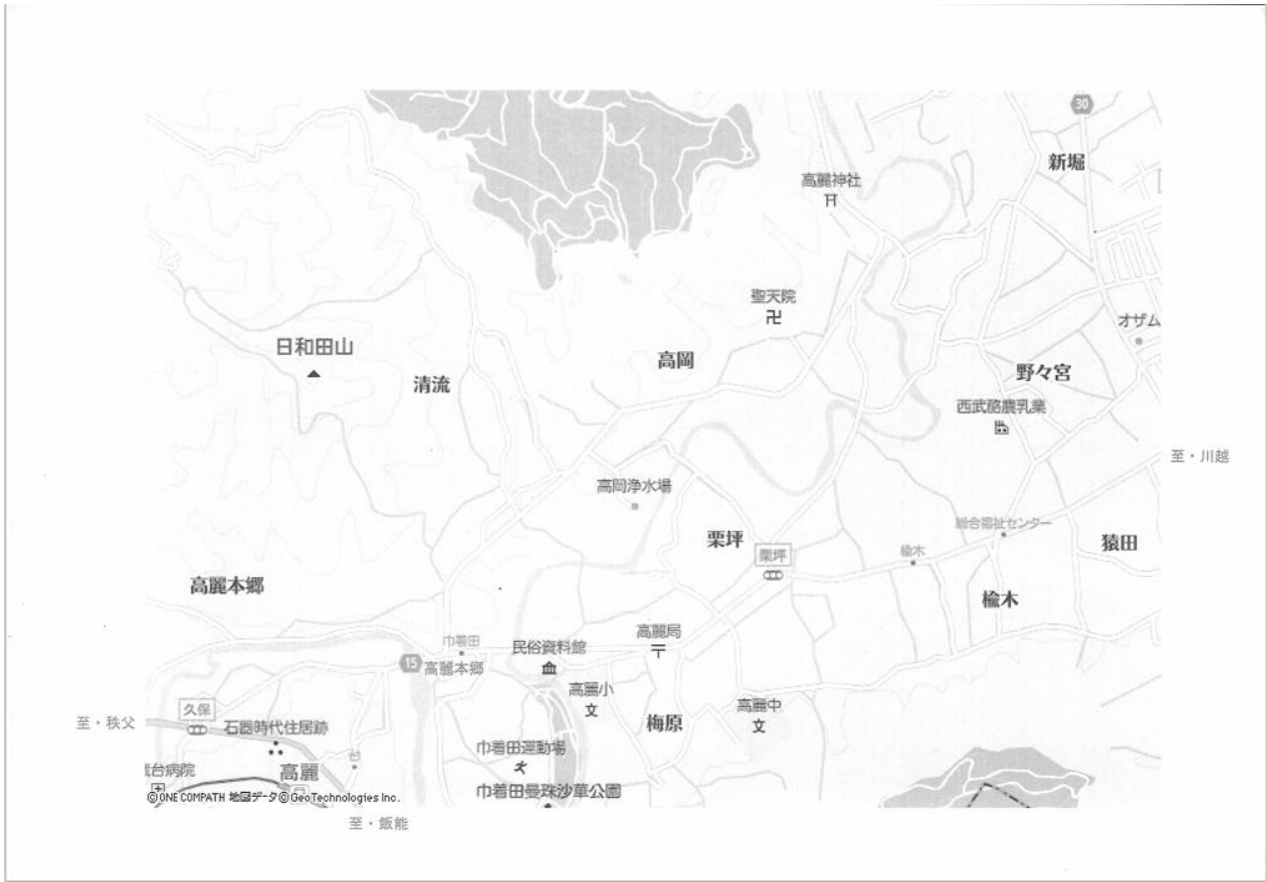 30
新堀
高麗神社
聖天院
オザム
日和田山
高岡
清流
野々宮
西武酪農乳業
至・川越
高岡浄水場
総合福祉センター
栗坪
栗坪
楡木
猿田
高麗本郷
楡木
高麗局
巾着田
民俗資料館
15
高麗本郷
高麗小
久保
至・秩父
石器時代住居跡
梅原
高麗中
巾着田運動場
台
高麗
台病院
巾着田曼珠沙華公園
©ONE COMPATH 地図データ©GeoTechnologies Inc.
至・飯能